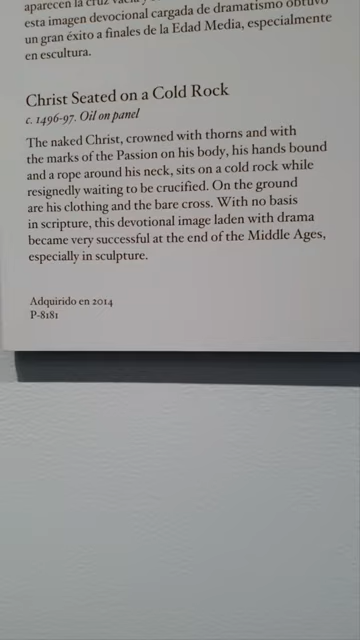 aparecen la cruz vacía y
esta imagen devocional cargada de dramatismo obtuvo
un gran éxito a finales de la Edad Media, especialmente
en escultura.
Christ Seated on a Cold Rock
c. 1496-97. Oil on panel
The naked Christ, crowned with thorns and with
the marks of the Passion on his body, his hands bound
and a rope around his neck, sits on a cold rock while
resignedly waiting to be crucified. On the ground
are his clothing and the bare cross. With no basis
in scripture, this devotional image laden with drama
became very successful at the end of the Middle Ages,
especially in sculpture.
Adquirido en 2014
P-8181